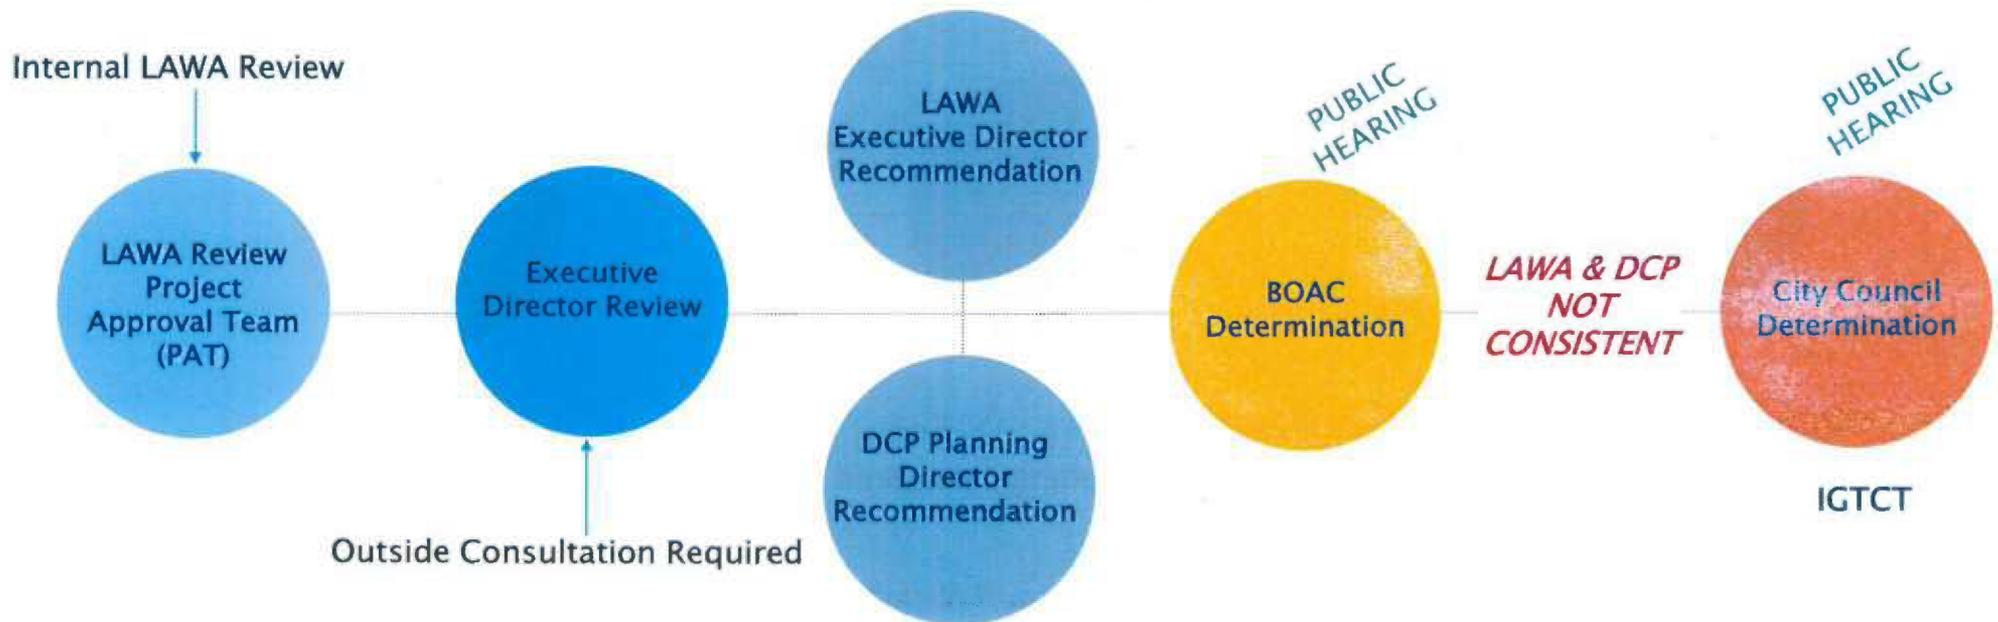 Internal LAWA Review
LAWA Review
Project
Approval Team
(PAT)
Executive
Director Review
Outside Consultation Required
LAWA
Executive Director
Recommendation
DCP Planning
Director
Recommendation
PUBLIC
HEARING
BOAC
Determination
LAWA & DCP
NOT
CONSISTENT
PUBLIC
HEARING
City Council
Determination
IGTCT